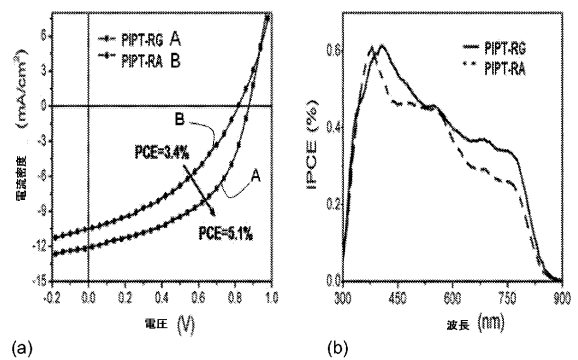 (a)
PIPT-RG A
PIPT-RA B
電流密度 (mA/cm²)
6
3
0
-3
-6
-9
-12
-15
B
PCE=3.4%
A
PCE=5.1%
-0.2 0.0 0.2 0.4 0.6 0.8 1.0
電圧 (V)
(b)
PIPT-RG
PIPT-RA
IPCE (%)
0.6
0.4
0.2
0.0
300 450 600 750 900
波長 (nm)